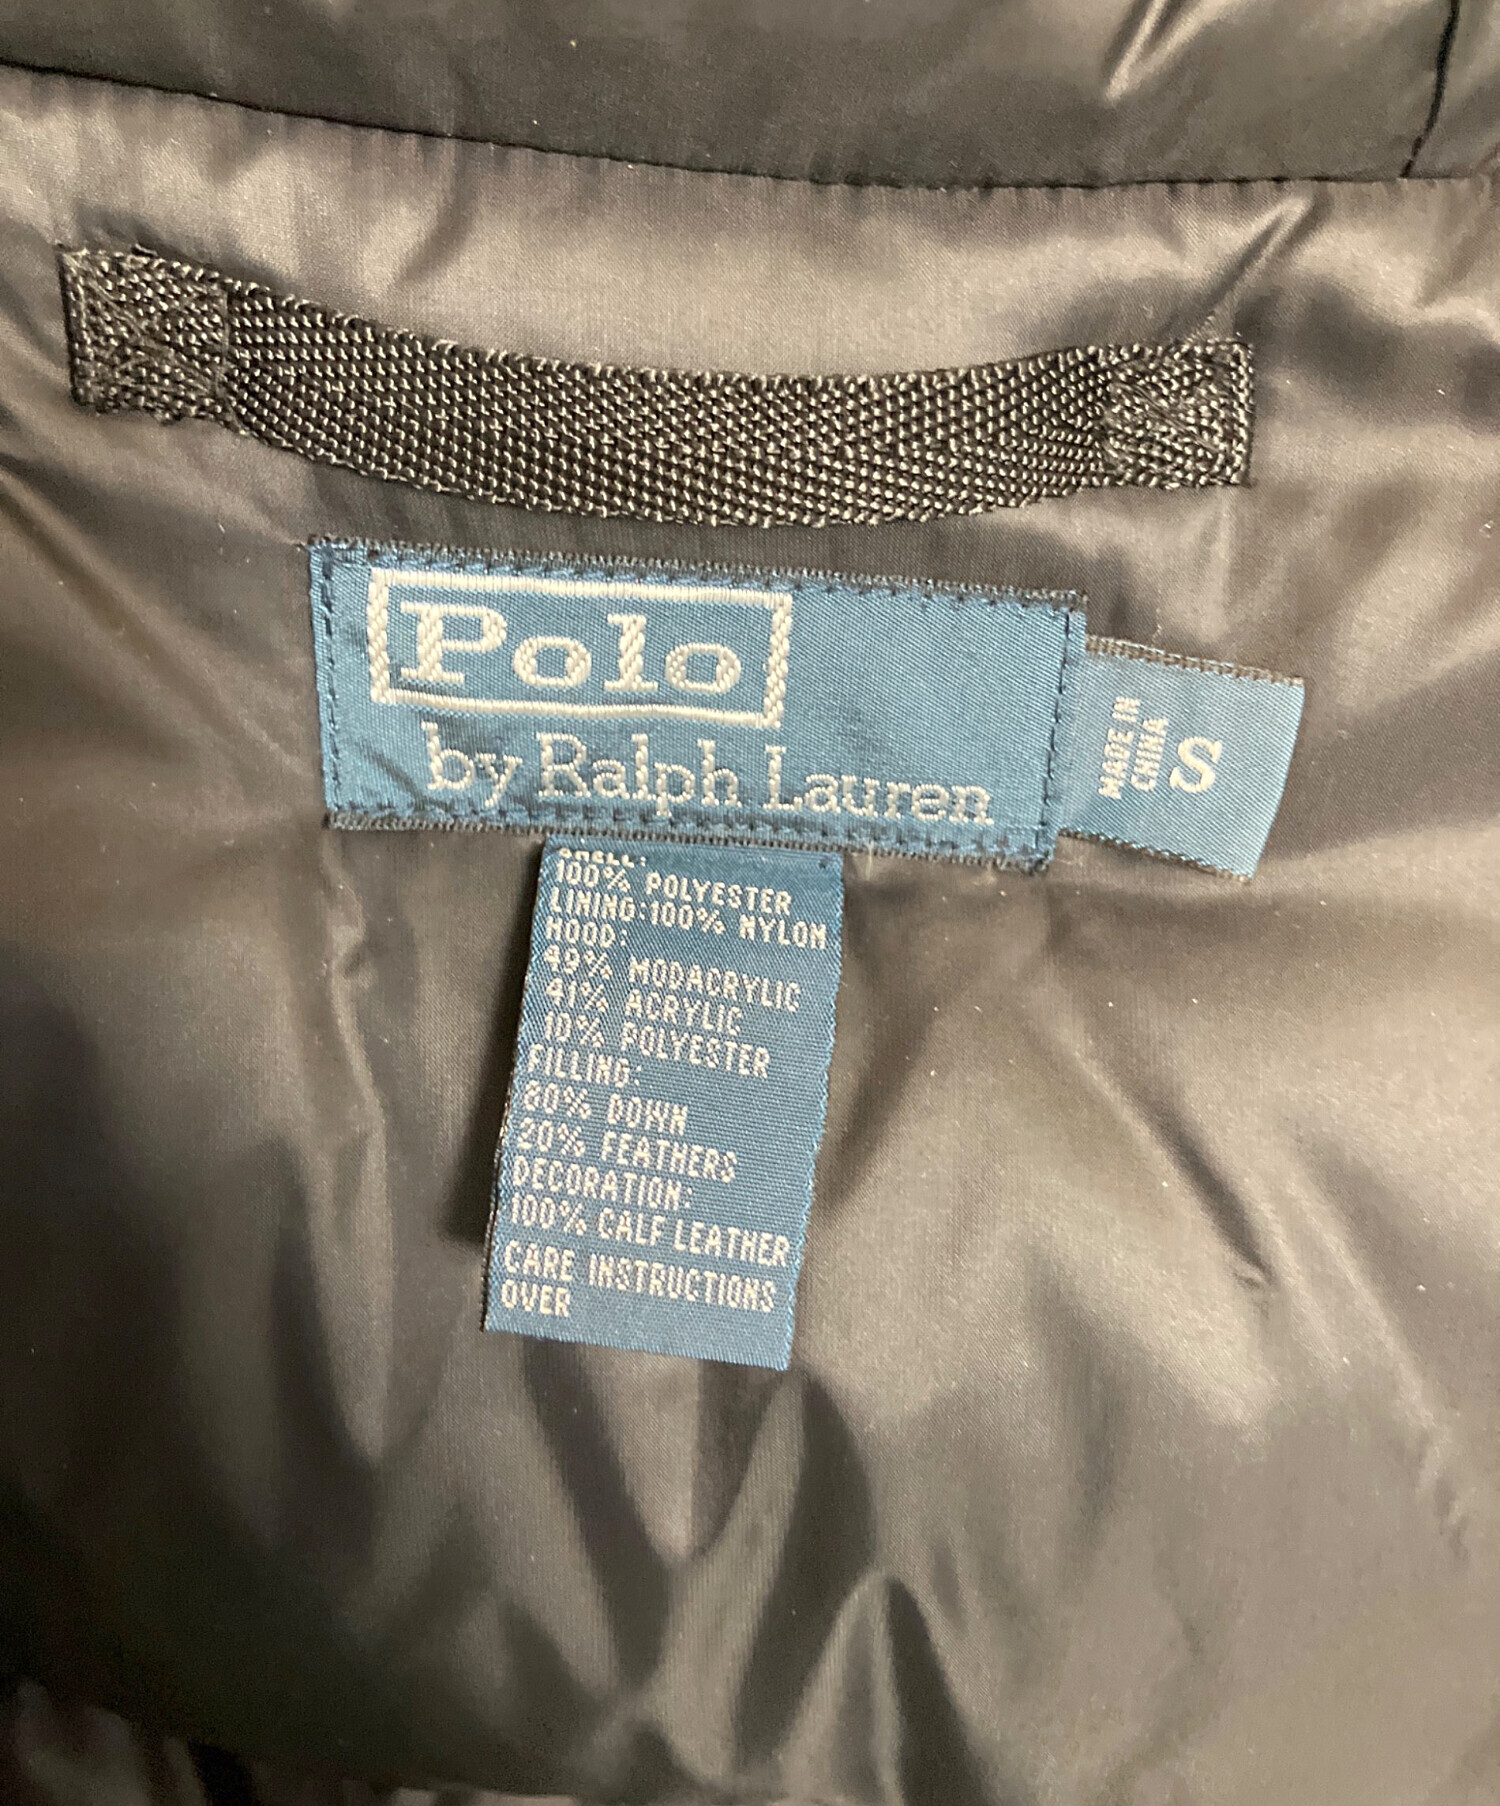 Polo
by Ralph Lauren
MADE IN
CHINA
S
SHELL:
100% POLYESTER
LINING:100% NYLON
HOOD:
49% MODACRYLIC
41% ACRYLIC
10% POLYESTER
FILLING:
80% DOWN
20% FEATHERS
DECORATION:
100% CALF LEATHER
CARE INSTRUCTIONS
OVER